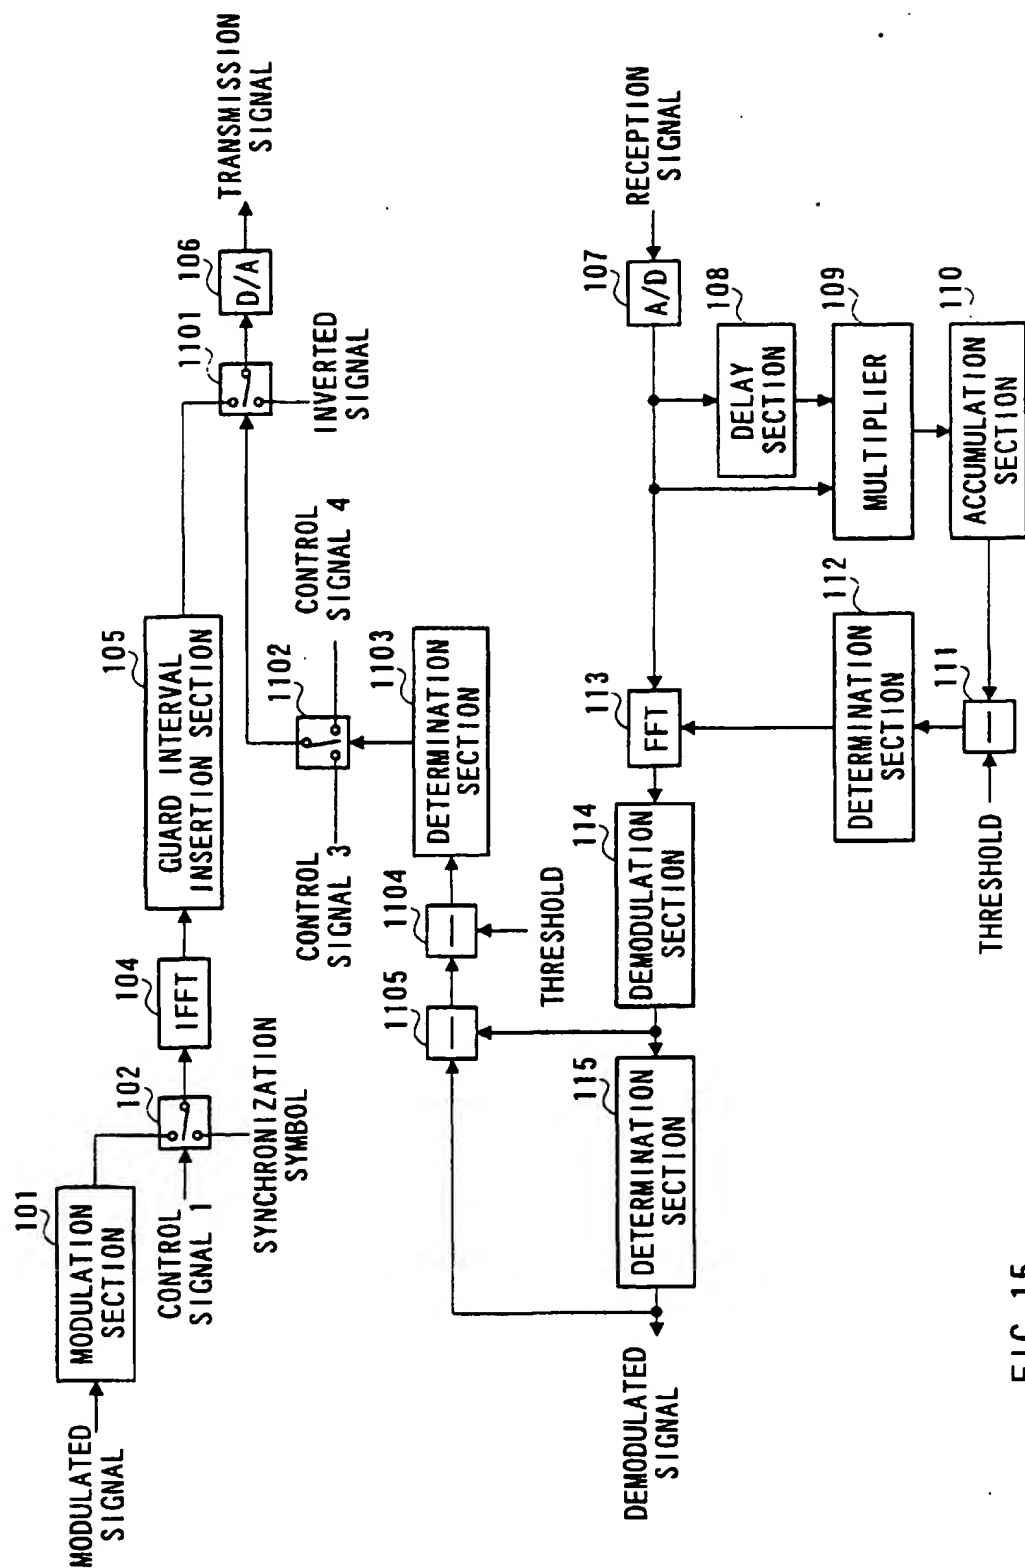 MODULATED
SIGNAL
101
MODULATION
SECTION
CONTROL
SIGNAL 1
102
SYNCHRONIZATION
SYMBOL
104
IFFT
105
GUARD INTERVAL
INSERTION SECTION
1101
INVERTED
SIGNAL
106
D/A
TRANSMISSION
SIGNAL
1105
1104
THRESHOLD
1103
DETERMINATION
SECTION
CONTROL
SIGNAL 3
1102
CONTROL
SIGNAL 4
DEMODULATED
SIGNAL
115
DETERMINATION
SECTION
114
DEMODULATION
SECTION
113
FFT
107
A/D
RECEPTION
SIGNAL
108
DELAY
SECTION
109
MULTIPLIER
110
ACCUMULATION
SECTION
112
DETERMINATION
SECTION
111
THRESHOLD
FIG. 15